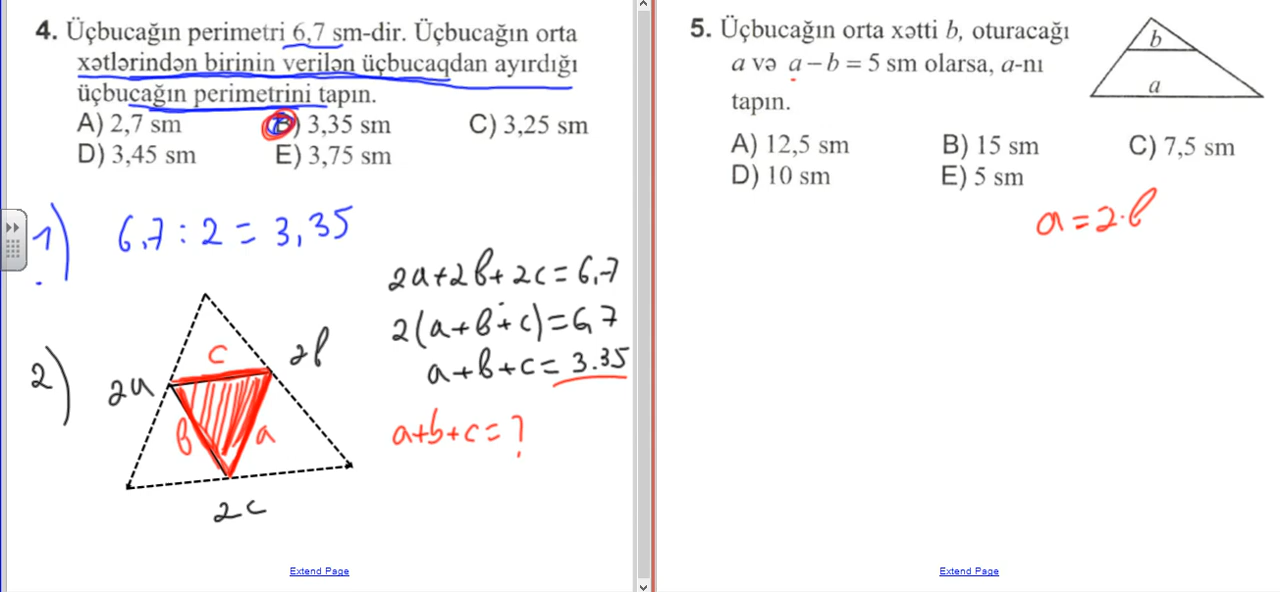 4. Üçbucağın perimetri 6,7 sm-dir. Üçbucağın orta
xətlərindən birinin verilən üçbucaqdan ayırdığı
üçbucağın perimetrini tapın.
A) 2,7 sm B) 3,35 sm C) 3,25 sm
D) 3,45 sm E) 3,75 sm
1) 6,7 : 2 = 3,35
2a+2b+2c=6,7
2(a+b+c)=6,7
a+b+c=3.35
a+b+c=?
2)
2a
c
2b
b
a
2c
Extend Page
5. Üçbucağın orta xətti b, oturacağı
a və a – b = 5 sm olarsa, a-nı
tapın.
b
a
A) 12,5 sm B) 15 sm C) 7,5 sm
D) 10 sm E) 5 sm
a=2·b
Extend Page